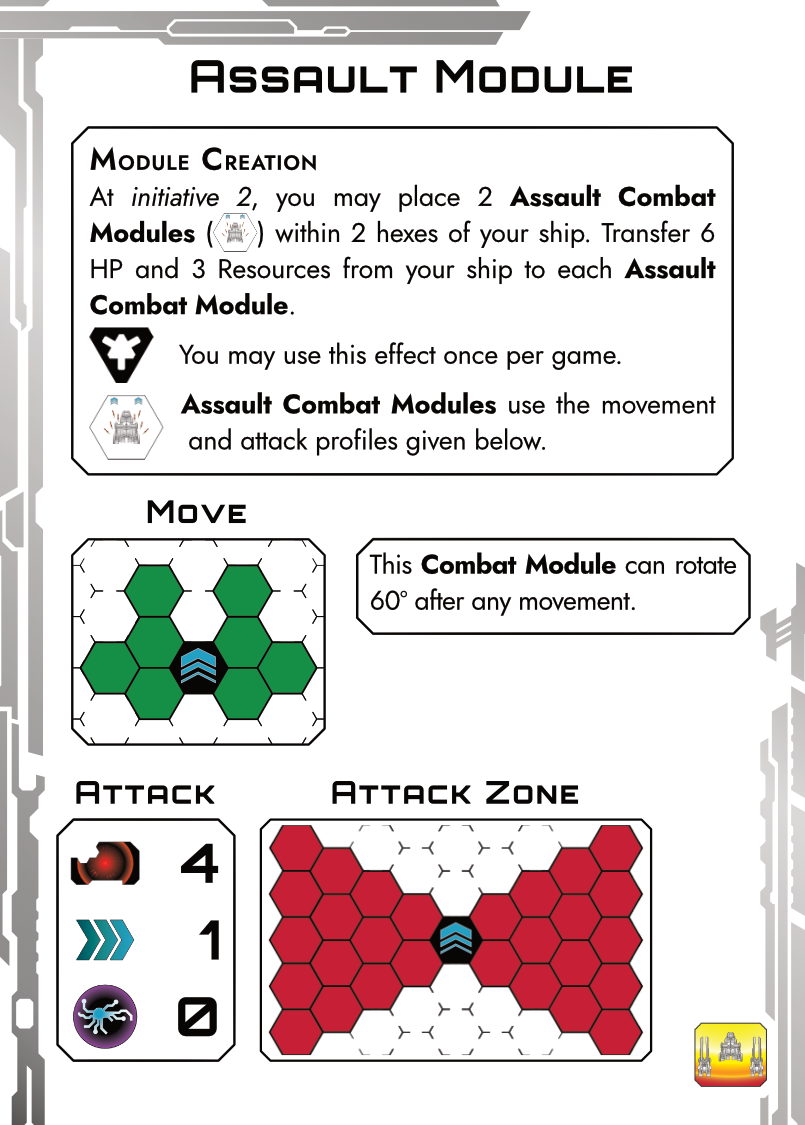 Assault Module
Module Creation
At initiative 2, you may place 2 Assault Combat
Modules ( ) within 2 hexes of your ship. Transfer 6
HP and 3 Resources from your ship to each Assault
Combat Module.
You may use this effect once per game.
Assault Combat Modules use the movement
and attack profiles given below.
Move
This Combat Module can rotate
60° after any movement.
Attack
4
1
0
Attack Zone